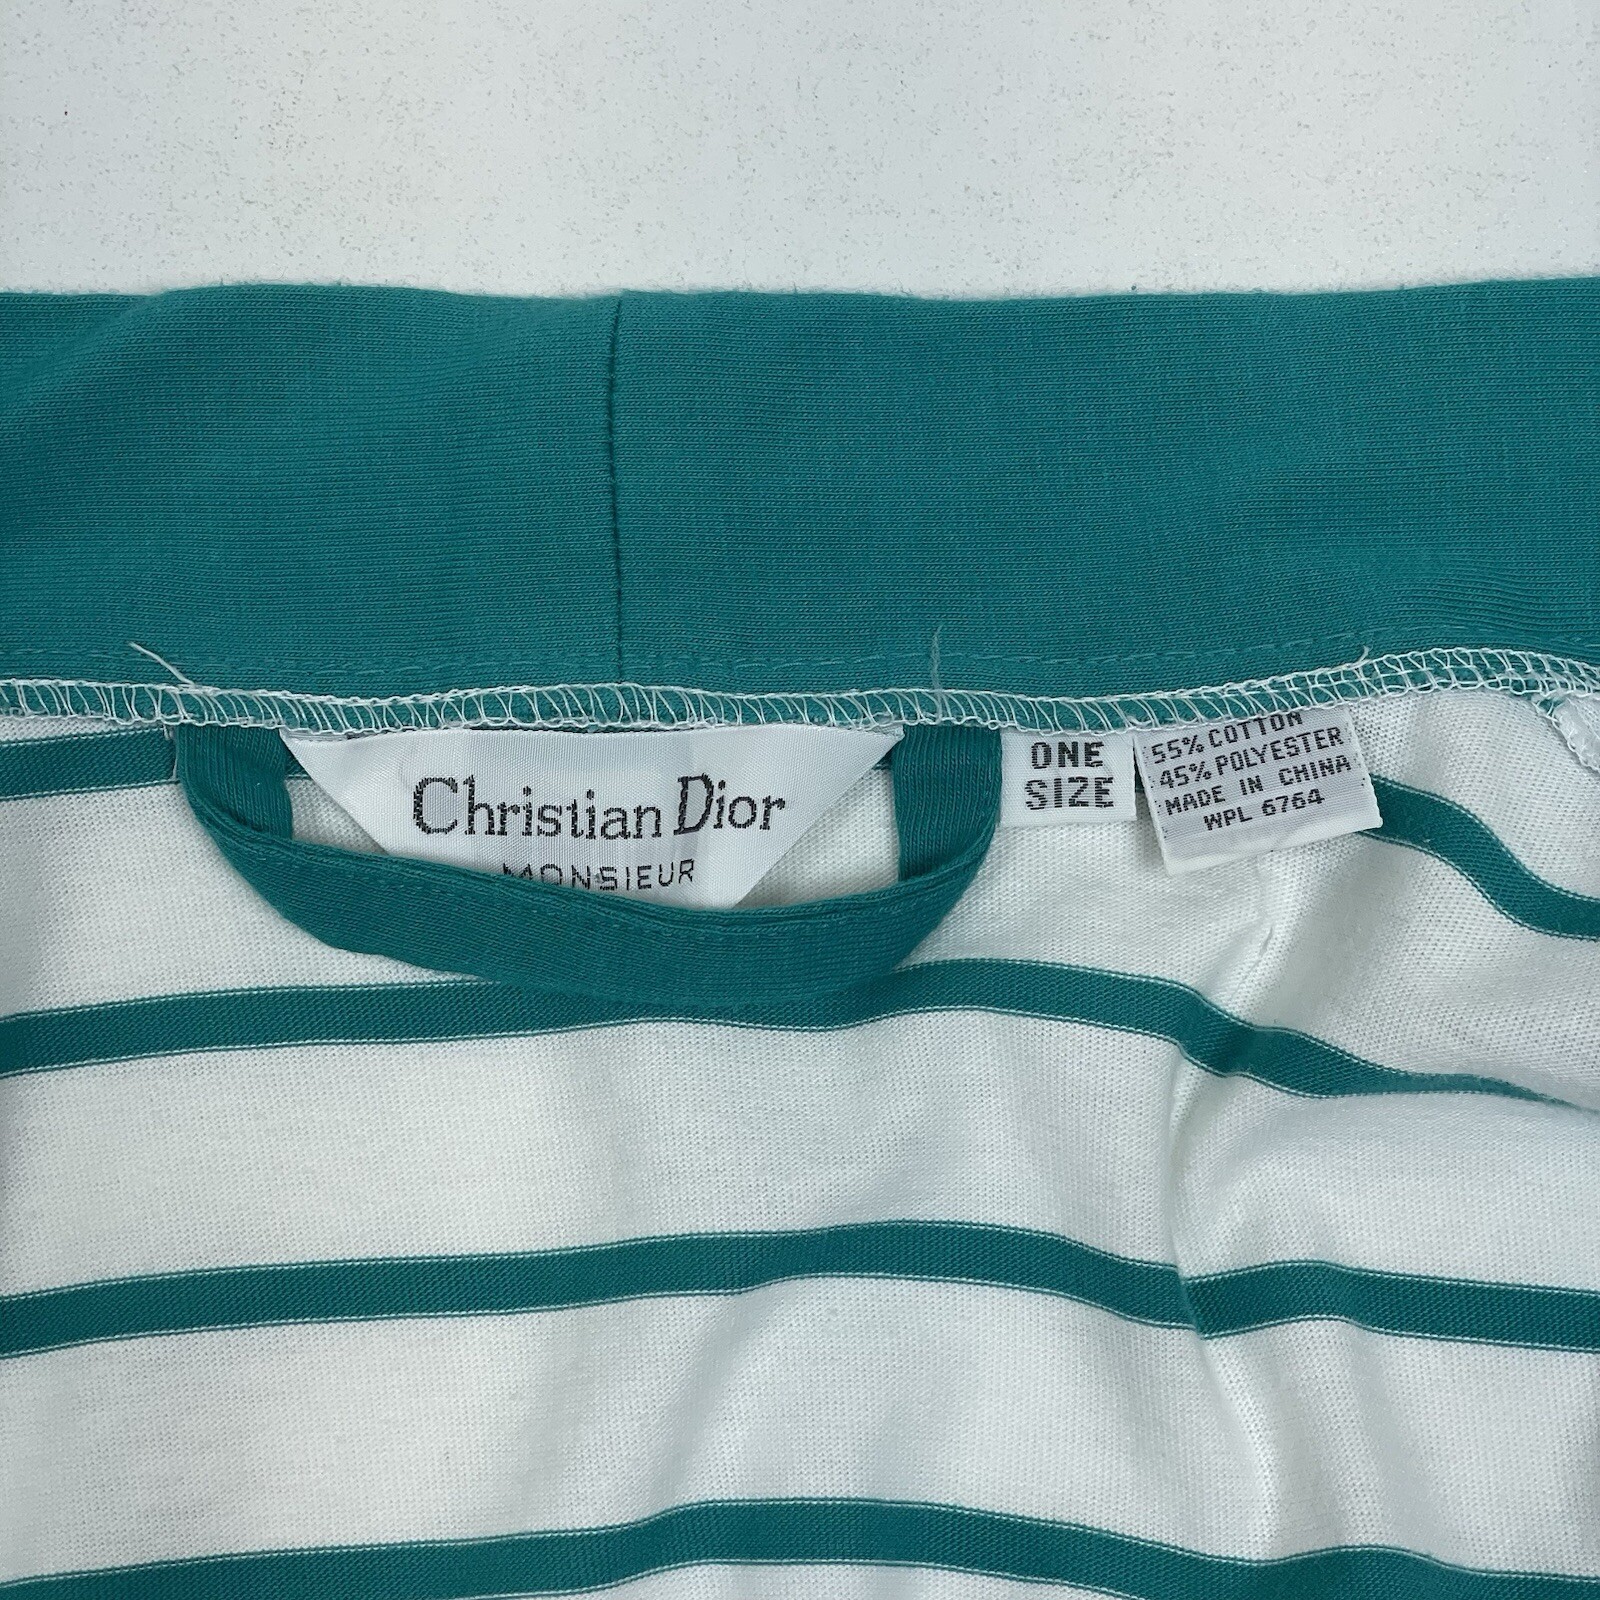 Christian Dior
MONSIEUR
ONE
SIZE
55% COTTON
45% POLYESTER
MADE IN CHINA
WPL 6764